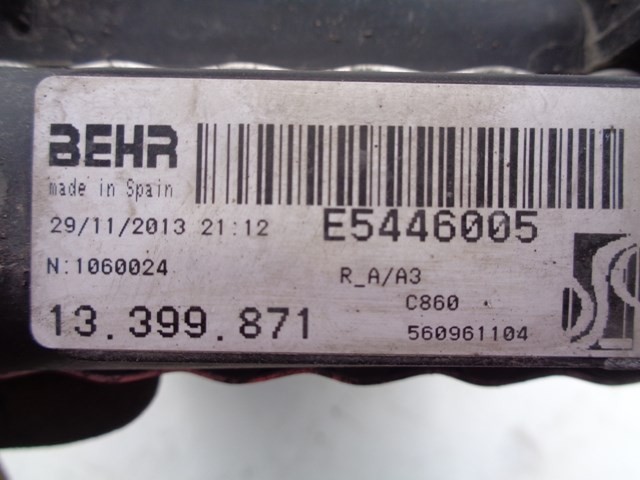 BEHR
made in Spain
29/11/2013 21:12 E5446005
N:1060024 R_A/A3
C860
13.399.871 560961104